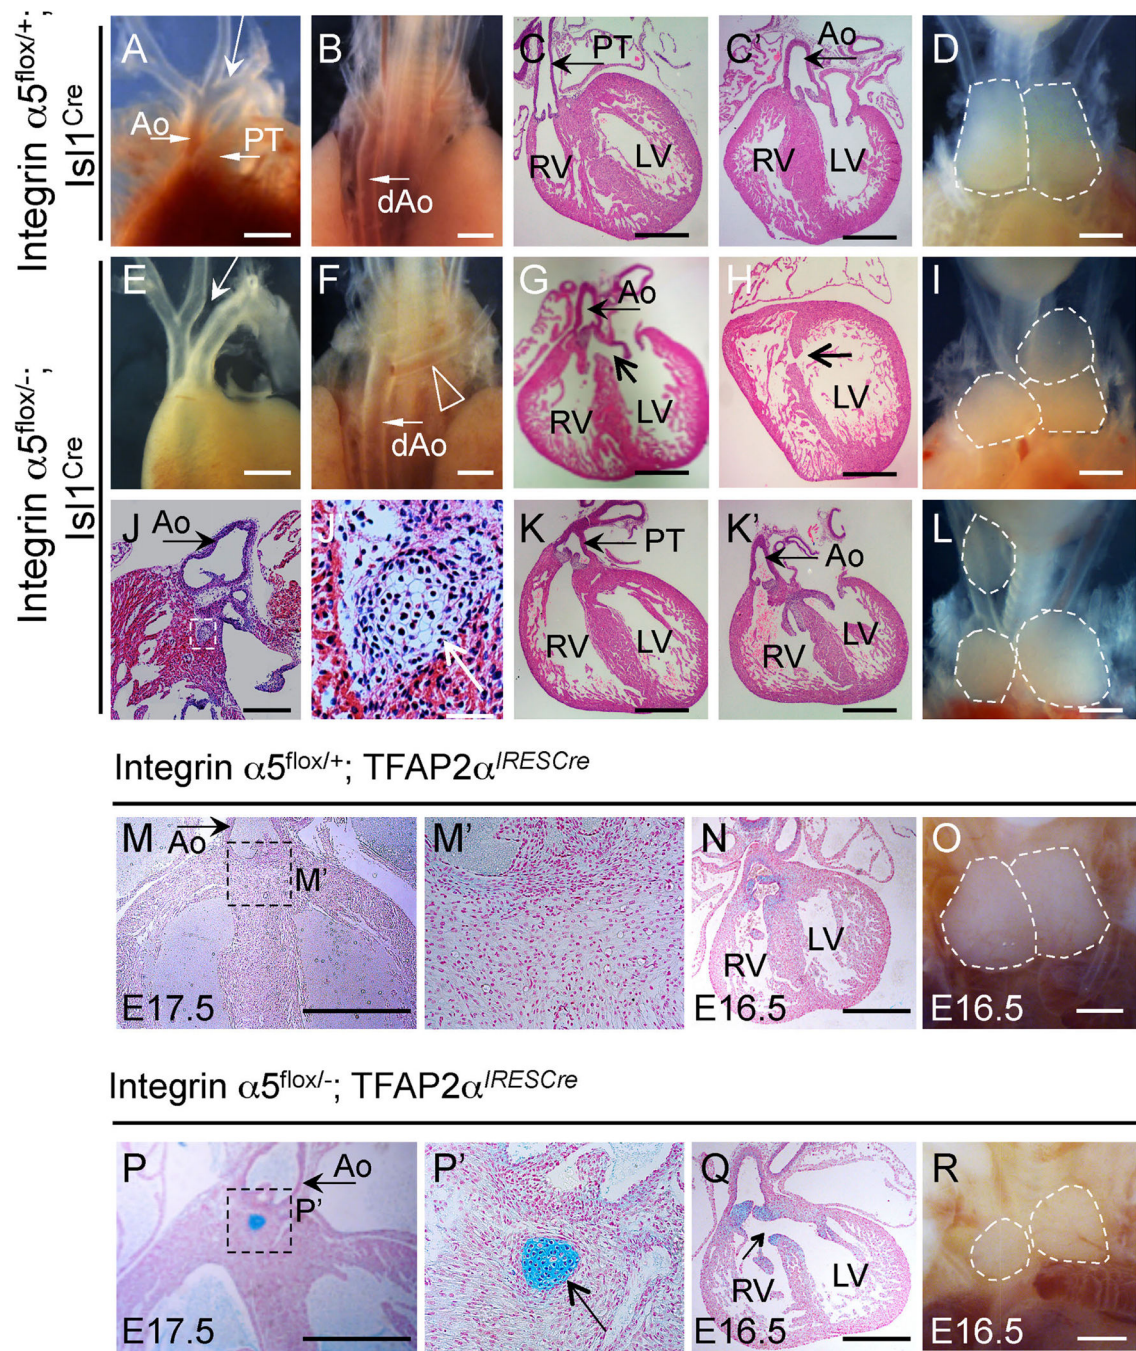 Integrin α5flox/+;
Isl1Cre
A
Ao
PT
B
dAo
C
PT
RV
LV
C'
Ao
RV
LV
D
Integrin α5flox/-;
Isl1Cre
E
F
dAo
G
Ao
RV
LV
H
LV
I
J
Ao
J'
K
PT
RV
LV
K'
Ao
RV
LV
L
Integrin α5flox/+; TFAP2αIRESCre
M
Ao
M'
E17.5
M'
N
RV
LV
E16.5
O
E16.5
Integrin α5flox/-; TFAP2αIRESCre
P
Ao
P'
E17.5
P'
Q
RV
LV
E16.5
R
E16.5